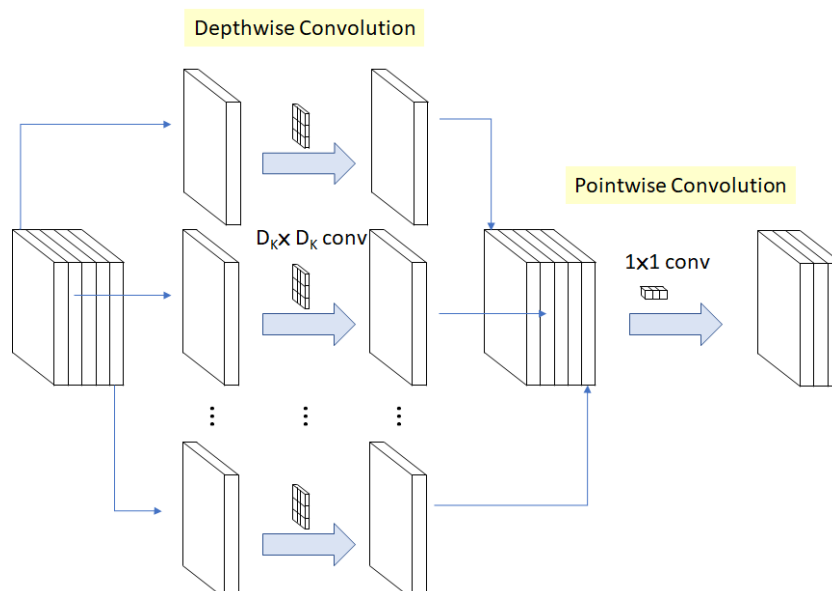 Depthwise Convolution
Pointwise Convolution
Dₖx Dₖ conv
1x1 conv